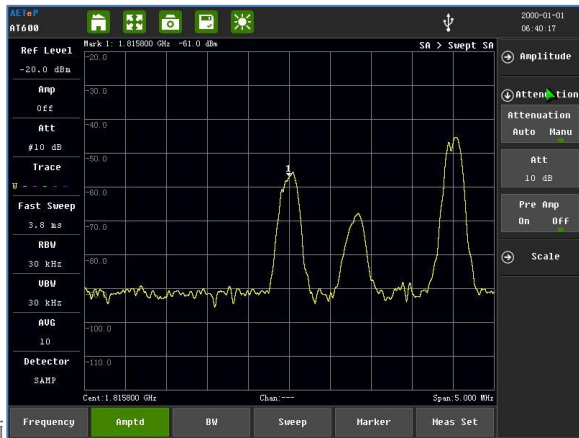 AETeP
AT600
2000-01-01
06:40:17
Ref Level
-20.0 dBm
Amp
Off
Att
#10 dB
Trace
W - - - - -
Fast Sweep
3.8 ms
RBW
30 kHz
VBW
30 kHz
AVG
10
Detector
SAMP
Mark 1: 1.815800 GHz -61.0 dBm
SA > Swept SA
-20.0
-30.0
-40.0
-50.0
-60.0
-70.0
-80.0
-100.0
-110.0
1
Cent:1.815800 GHz
Chan:---
Span:5.000 MHz
Amplitude
Attenuation
Attenuation
Auto Manu
Att
10 dB
Pre Amp
On Off
Scale
Frequency
Amptd
BW
Sweep
Marker
Meas Set